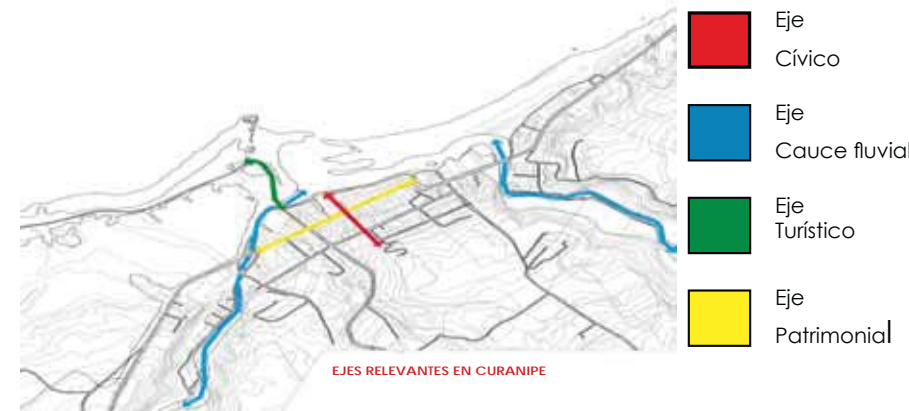 Eje
Cívico
Eje
Cauce fluvial
Eje
Turístico
Eje
Patrimonial
EJES RELEVANTES EN CURANIPE